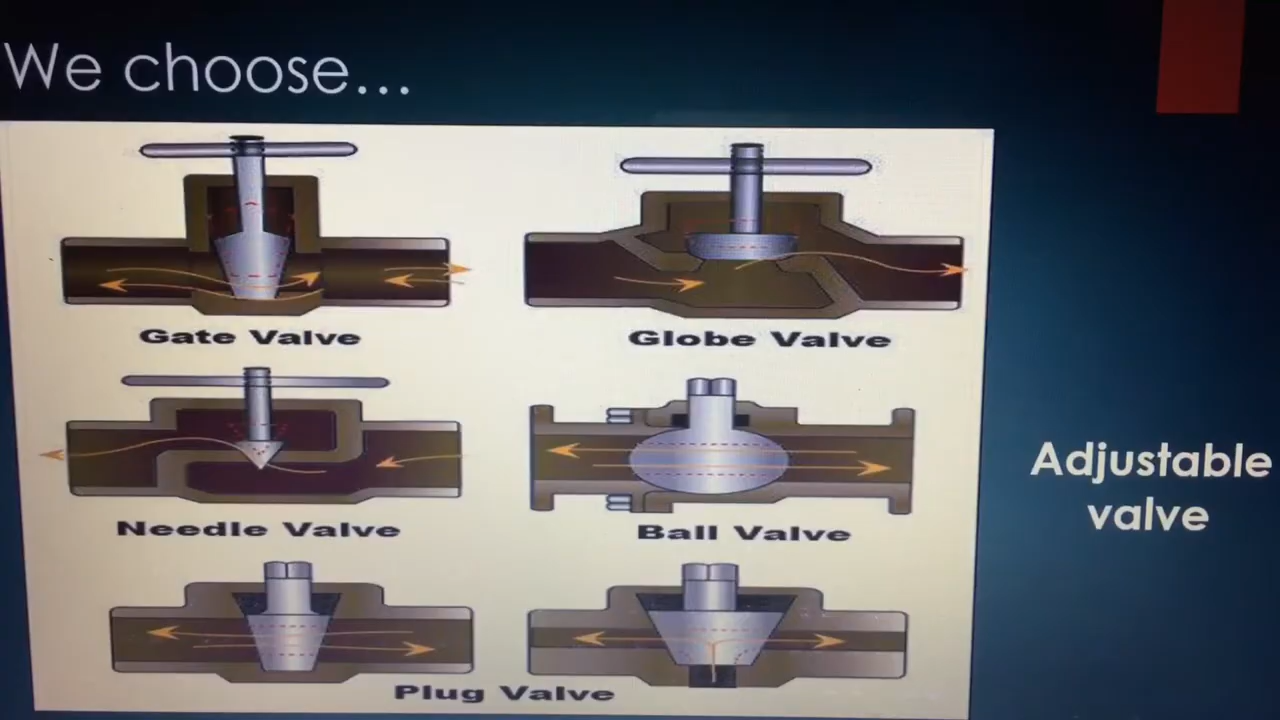 We choose...
Gate Valve
Globe Valve
Needle Valve
Ball Valve
Plug Valve
Adjustable
valve